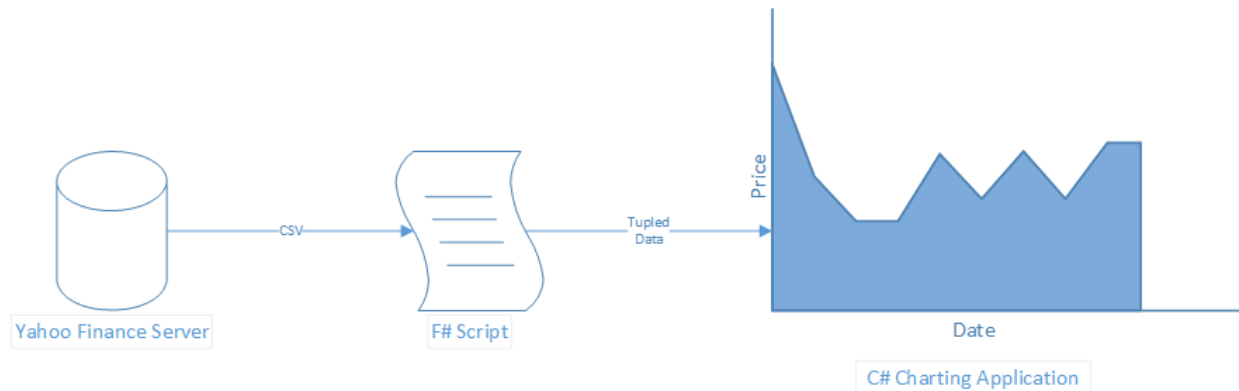 Yahoo Finance Server
CSV
F# Script
Tupled
Data
Price
Date
C# Charting Application